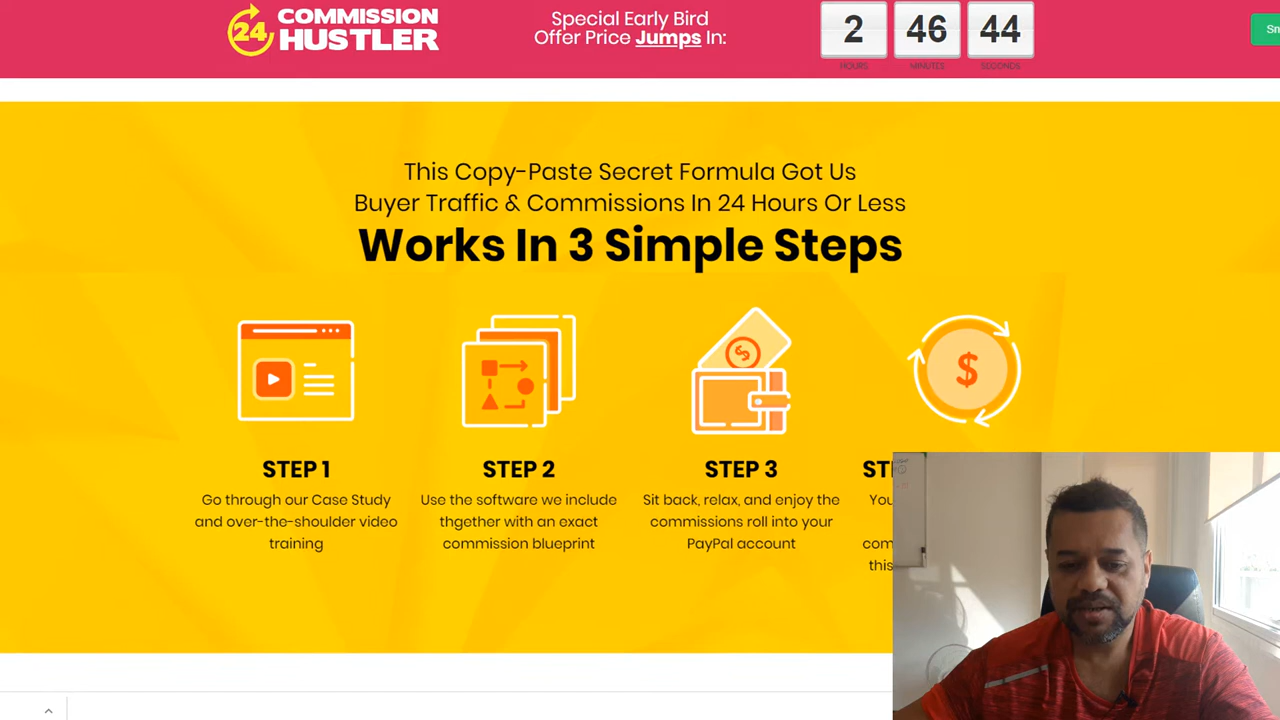 24
COMMISSION
HUSTLER
Special Early Bird
Offer Price Jumps In:
2
46
44
HOURS
MINUTES
SECONDS
This Copy-Paste Secret Formula Got Us
Buyer Traffic & Commissions In 24 Hours Or Less
Works In 3 Simple Steps
STEP 1
Go through our Case Study
and over-the-shoulder video
training
STEP 2
Use the software we include
thgether with an exact
commission blueprint
STEP 3
Sit back, relax, and enjoy the
commissions roll into your
PayPal account
this